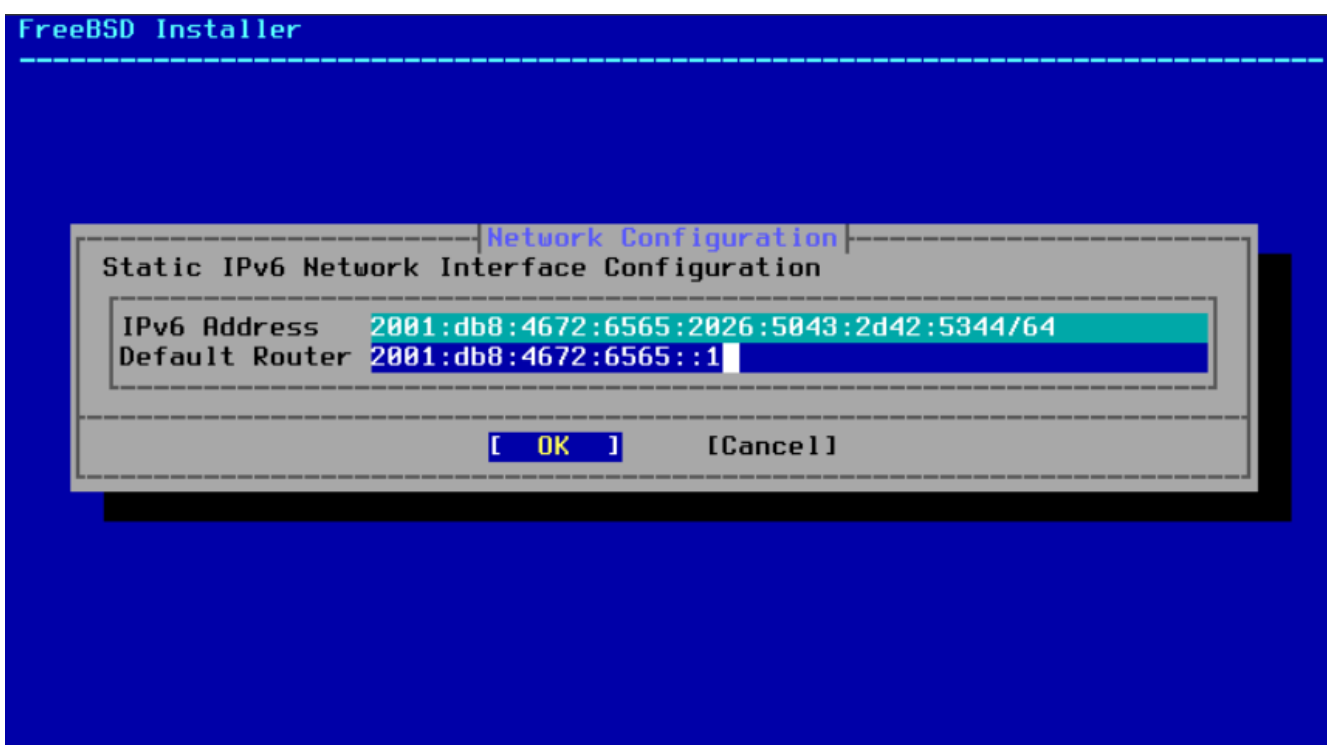 FreeBSD Installer
Network Configuration
Static IPv6 Network Interface Configuration
IPv6 Address 2001:db8:4672:6565:2026:5043:2d42:5344/64
Default Router 2001:db8:4672:6565::1
[ OK ] [Cancel]